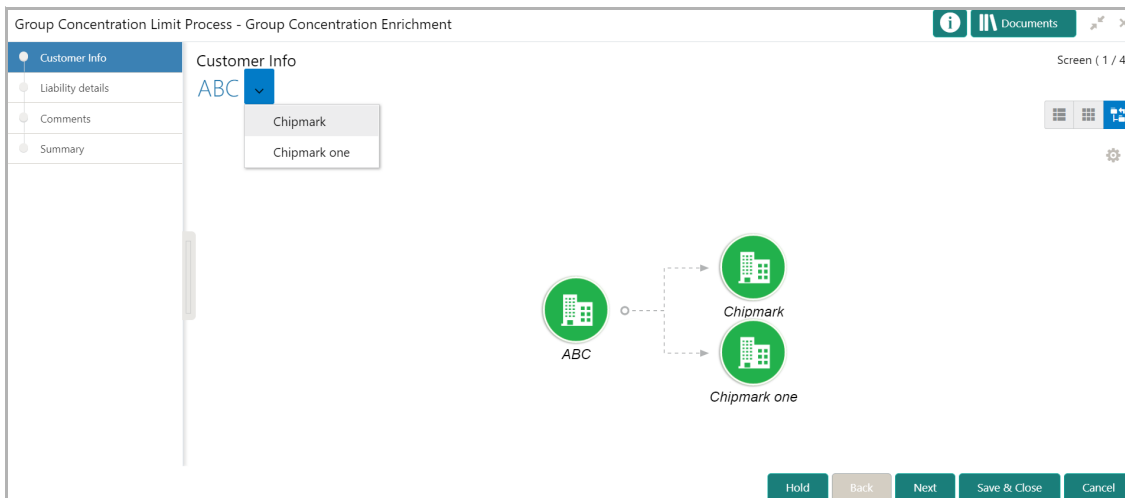 Group Concentration Limit Process - Group Concentration Enrichment
i
Documents
Customer Info
Liability details
Comments
Summary
Customer Info
Screen ( 1 / 4
ABC
Chipmark
Chipmark one
ABC
Chipmark
Chipmark one
Hold
Back
Next
Save & Close
Cancel